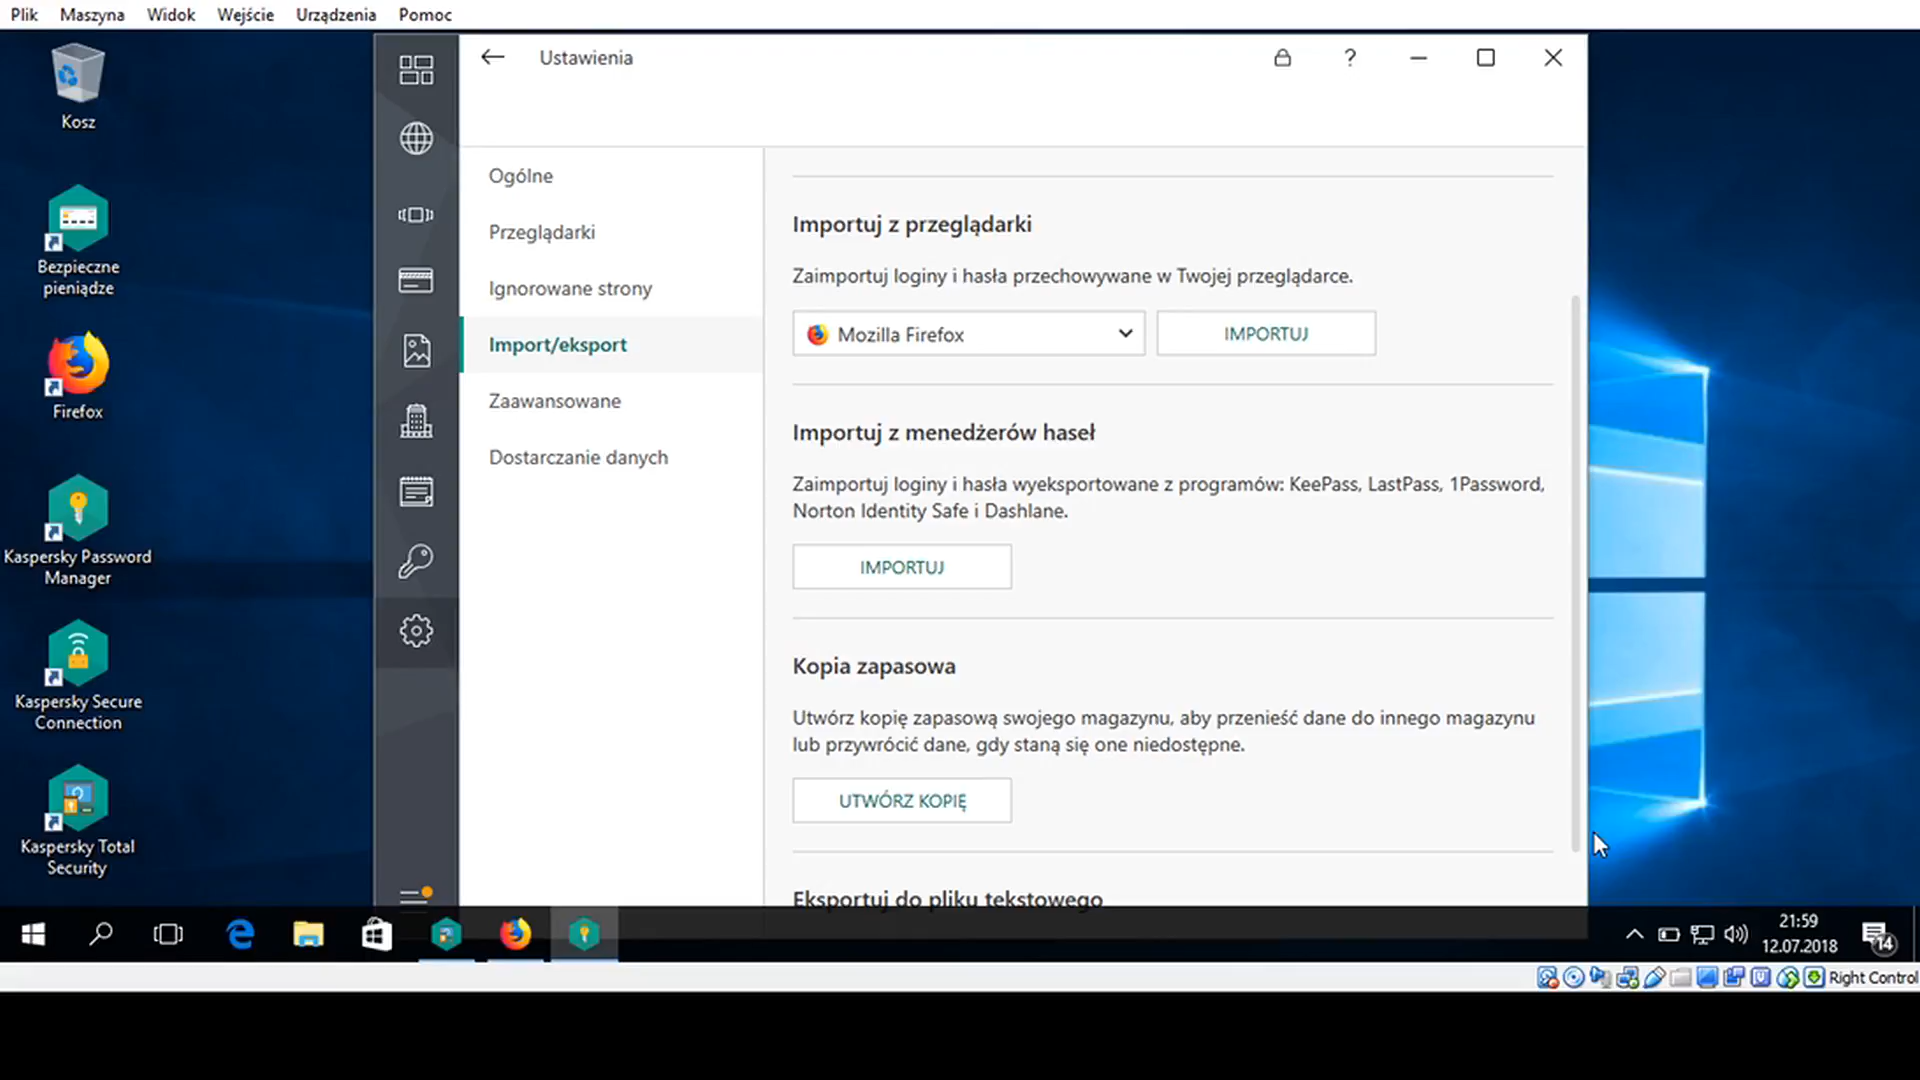 Plik Maszyna Widok Wejście Urządzenia Pomoc
Kosz
Bezpieczne
pieniądze
Firefox
Kaspersky Password
Manager
Kaspersky Secure
Connection
Kaspersky Total
Security
Ustawienia
?
Ogólne
Przeglądarki
Ignorowane strony
Import/eksport
Zaawansowane
Dostarczanie danych
Importuj z przeglądarki
Zaimportuj loginy i hasła przechowywane w Twojej przeglądarce.
Mozilla Firefox
IMPORTUJ
Importuj z menedżerów haseł
Zaimportuj loginy i hasła wyeksportowane z programów: KeePass, LastPass, 1Password,
Norton Identity Safe i Dashlane.
IMPORTUJ
Kopia zapasowa
Utwórz kopię zapasową swojego magazynu, aby przenieść dane do innego magazynu
lub przywrócić dane, gdy staną się one niedostępne.
UTWÓRZ KOPIĘ
Eksportuj do pliku tekstowego
21:59
12.07.2018
14
Right Control